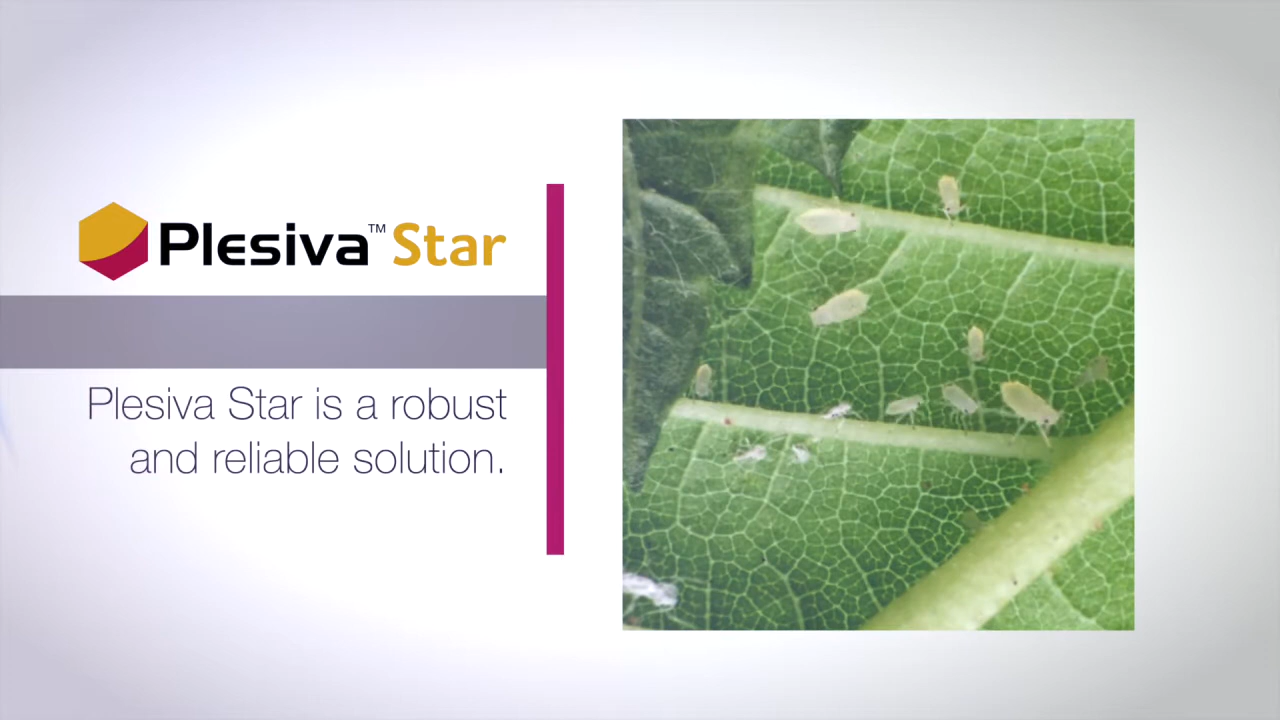 Plesiva™ Star
Plesiva Star is a robust
and reliable solution.